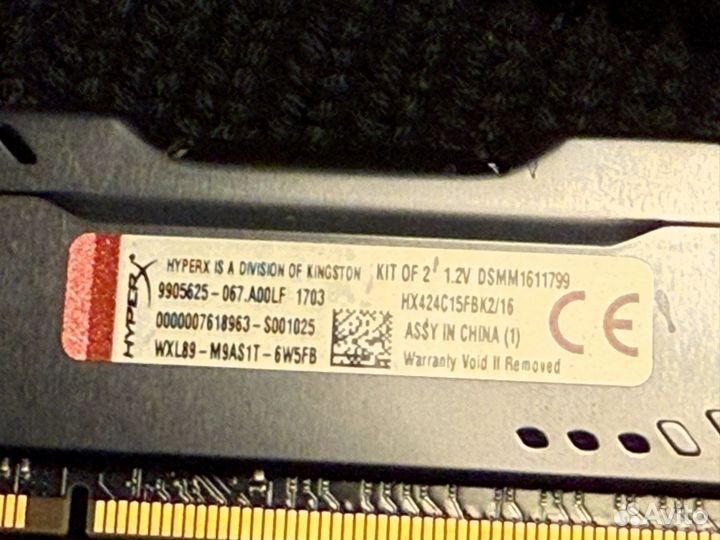 HYPERX
HYPERX IS A DIVISION OF KINGSTON KIT OF 2 1.2V DSMM1611799
9905625-067.A00LF 1703 HX424C15FBK2/16
0000007618963-S001025 ASSY IN CHINA (1)
WXL89-M9AS1T-6W5FB Warranty Void If Removed
CE
Avito